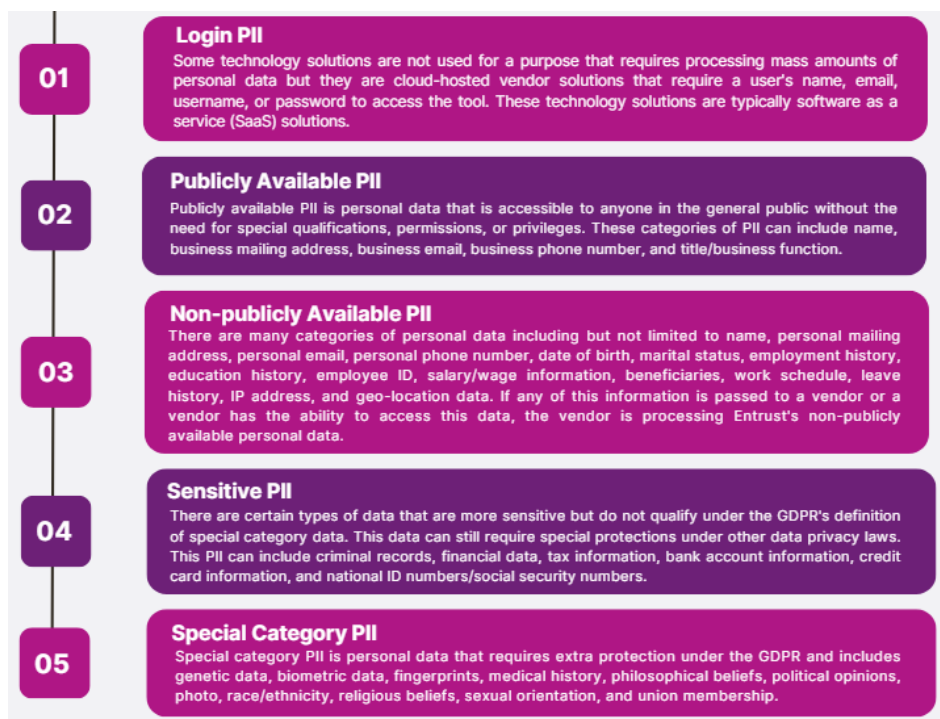 Login PII
01
Some technology solutions are not used for a purpose that requires processing mass amounts of
personal data but they are cloud-hosted vendor solutions that require a user's name, email,
username, or password to access the tool. These technology solutions are typically software as a
service (SaaS) solutions.
Publicly Available PII
02
Publicly available PII is personal data that is accessible to anyone in the general public without the
need for special qualifications, permissions, or privileges. These categories of PII can include name,
business mailing address, business email, business phone number, and title/business function.
Non-publicly Available PII
03
There are many categories of personal data including but not limited to name, personal mailing
address, personal email, personal phone number, date of birth, marital status, employment history,
education history, employee ID, salary/wage information, beneficiaries, work schedule, leave
history, IP address, and geo-location data. If any of this information is passed to a vendor or a
vendor has the ability to access this data, the vendor is processing Entrust's non-publicly
available personal data.
Sensitive PII
04
There are certain types of data that are more sensitive but do not qualify under the GDPR's definition
of special category data. This data can still require special protections under other data privacy laws.
This PII can include criminal records, financial data, tax information, bank account information, credit
card information, and national ID numbers/social security numbers.
Special Category PII
05
Special category PII is personal data that requires extra protection under the GDPR and includes
genetic data, biometric data, fingerprints, medical history, philosophical beliefs, political opinions,
photo, race/ethnicity, religious beliefs, sexual orientation, and union membership.